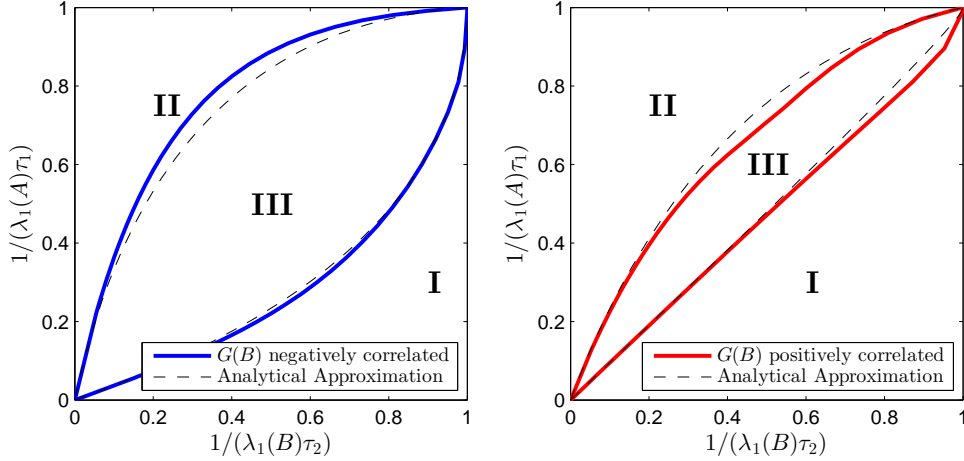 1
0.8
0.6
0.4
0.2
0
0
0.2
0.4
0.6
0.8
1
1/(λ₁(A)τ₁)
1/(λ₁(B)τ₂)
II
III
I
G(B) negatively correlated
Analytical Approximation
1
0.8
0.6
0.4
0.2
0
0
0.2
0.4
0.6
0.8
1
1/(λ₁(A)τ₁)
1/(λ₁(B)τ₂)
II
III
I
G(B) positively correlated
Analytical Approximation